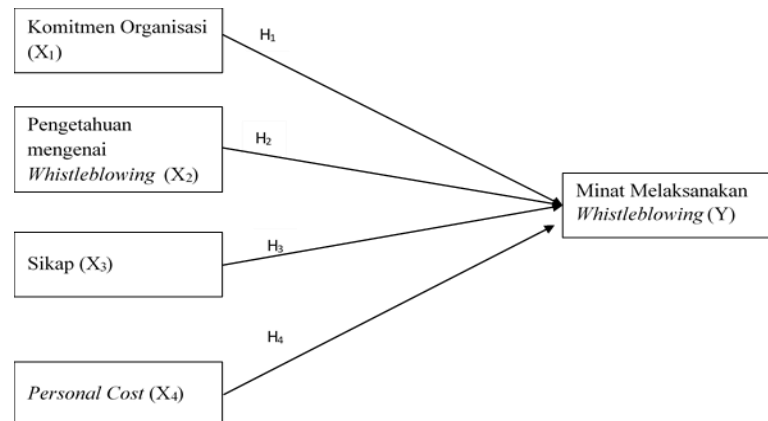 Komitmen Organisasi
(X₁)
H₁
Pengetahuan
mengenai
Whistleblowing (X₂)
H₂
Minat Melaksanakan
Whistleblowing (Y)
Sikap (X₃)
H₃
Personal Cost (X₄)
H₄